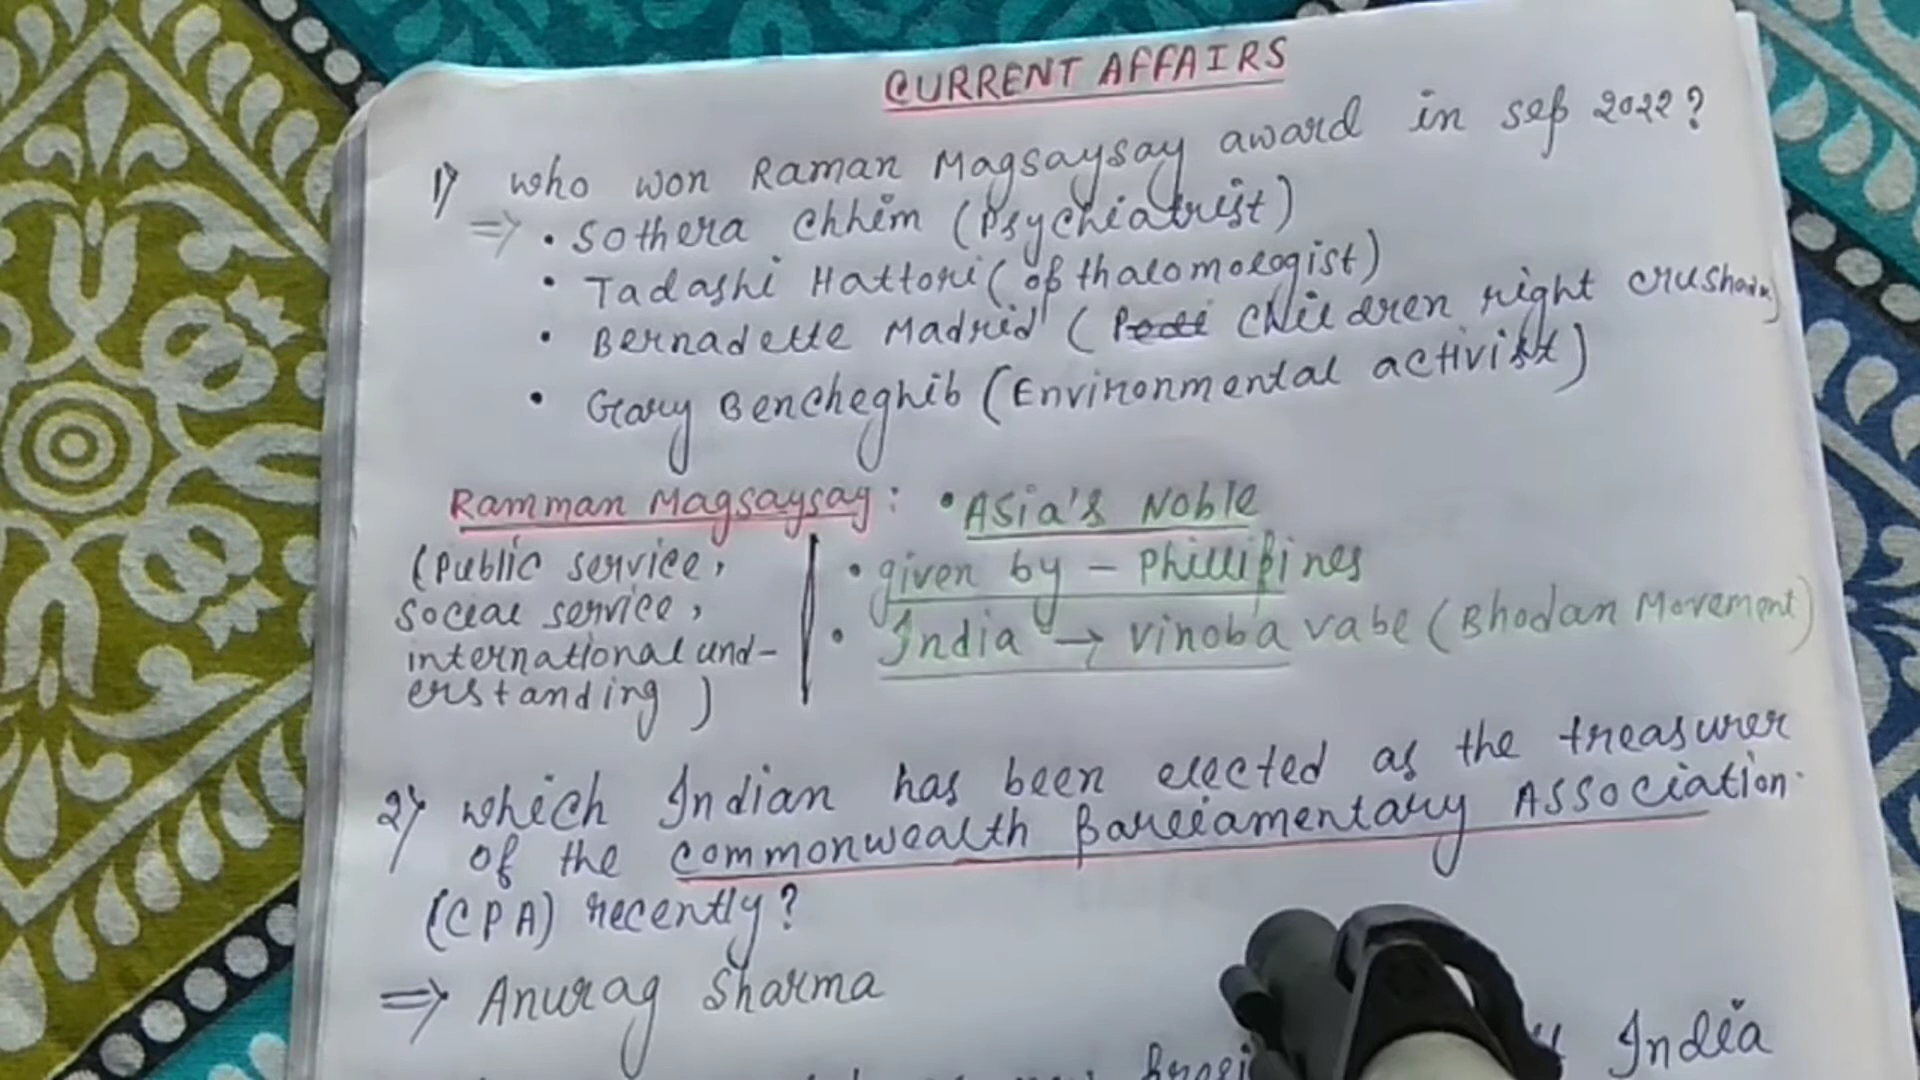 CURRENT AFFAIRS
1) who won Raman Magsaysay award in sep 2022?
⇒ • Sothera Chhim (Psychiatrist)
• Tadashi Hattori (opthalomologist)
• Bernadette Madrid (Children right crushain)
• Gary Bencheghib (Environmental activist)
Ramman Magsaysay: • Asia's Noble
(Public service,
social service,
international und-
erstanding)
• given by - Phillipines
• India → vinoba vabe (Bhodan Movement)
2) which Indian has been elected as the treasurer
of the commonwealth Parliamentary Association
(CPA) recently?
⇒ Anurag Sharma
India